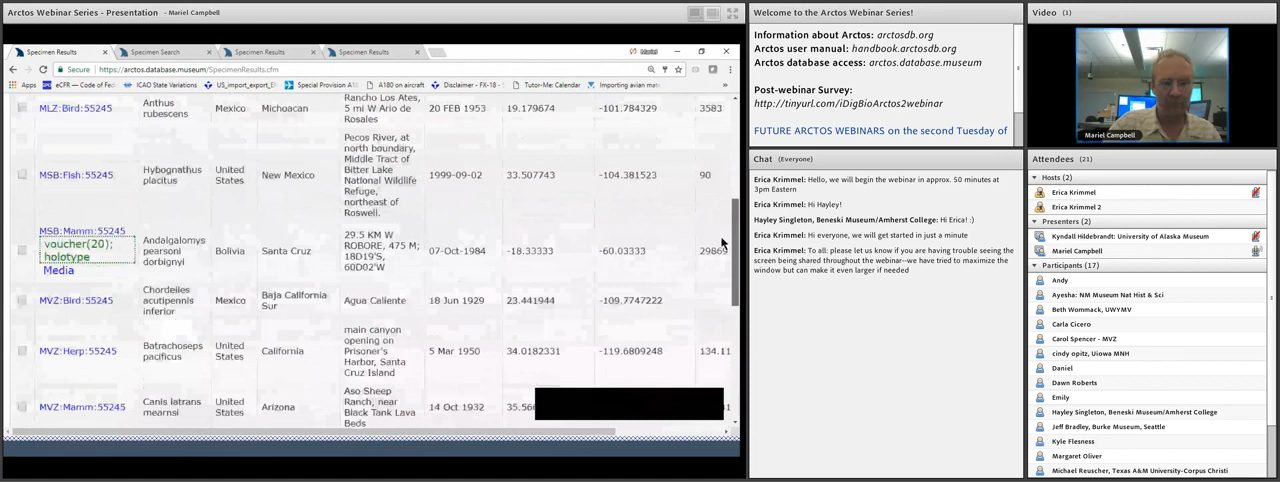 Arctos Webinar Series - Presentation - Mariel Campbell
Specimen Results
Specimen Search
Specimen Results
Specimen Results
Mariel
Secure
https://arctos.database.museum/SpecimenResults.cfm
Apps
eCFR — Code of Fed
ICAO State Variations
US_import_export_E
Special Provision A1
A180 on aircraft
Disclaimer - FX-18 -
Tutor-Me: Calendar
Importing avian mate
MLZ:Bird:55245
Anthus
rubescens
Mexico
Michoacan
Rancho Los Ates,
5 mi W Ario de
Rosales
20 FEB 1953
19.179674
-101.784329
3583
MSB:Fish:55245
Hybognathus
placitus
United
States
New Mexico
Pecos River, at
north boundary,
Middle Tract of
Bitter Lake
National Wildlife
Refuge,
northeast of
Roswell.
1999-09-02
33.507743
-104.381523
90
MSB:Mamm:55245
voucher(20);
holotype
Media
Andalgalomys
pearsoni
dorbignyi
Bolivia
Santa Cruz
29.5 KM W
ROBORE, 475 M;
18D19'S,
60D02'W
07-Oct-1984
-18.33333
-60.03333
29869
MVZ:Bird:55245
Chordeiles
acutipennis
inferior
Mexico
Baja California
Sur
Agua Caliente
18 Jun 1929
23.441944
-109.7747222
MVZ:Herp:55245
Batrachoseps
pacificus
United
States
California
main canyon
opening on
Prisoner's
Harbor, Santa
Cruz Island
5 Mar 1950
34.0182331
-119.6809248
134.11
MVZ:Mamm:55245
Canis latrans
mearnsi
United
States
Arizona
Aso Sheep
Ranch, near
Black Tank Lava
Beds
14 Oct 1932
35.566
Welcome to the Arctos Webinar Series!
Information about Arctos: arctosdb.org
Arctos user manual: handbook.arctosdb.org
Arctos database access: arctos.database.museum
Post-webinar Survey:
http://tinyurl.com/iDigBioArctos2webinar
FUTURE ARCTOS WEBINARS on the second Tuesday of
Chat (Everyone)
Erica Krimmel: Hello, we will begin the webinar in approx. 50 minutes at
3pm Eastern
Erica Krimmel: Hi Hayley!
Hayley Singleton, Beneski Museum/Amherst College: Hi Erica! :)
Erica Krimmel: Hi everyone, we will get started in just a minute
Erica Krimmel: To all: please let us know if you are having trouble seeing the
screen being shared throughout the webinar--we have tried to maximize the
window but can make it even larger if needed
Video (1)
Mariel Campbell
Attendees (21)
Hosts (2)
Erica Krimmel
Erica Krimmel 2
Presenters (2)
Kyndall Hildebrandt: University of Alaska Museum
Mariel Campbell
Participants (17)
Andy
Ayesha: NM Museum Nat Hist & Sci
Beth Wommack, UWYMV
Carla Cicero
Carol Spencer - MVZ
cindy opitz, Uiowa MNH
Daniel
Dawn Roberts
Emily
Hayley Singleton, Beneski Museum/Amherst College
Jeff Bradley, Burke Museum, Seattle
Kyle Flesness
Margaret Oliver
Michael Reuscher, Texas A&M University-Corpus Christi